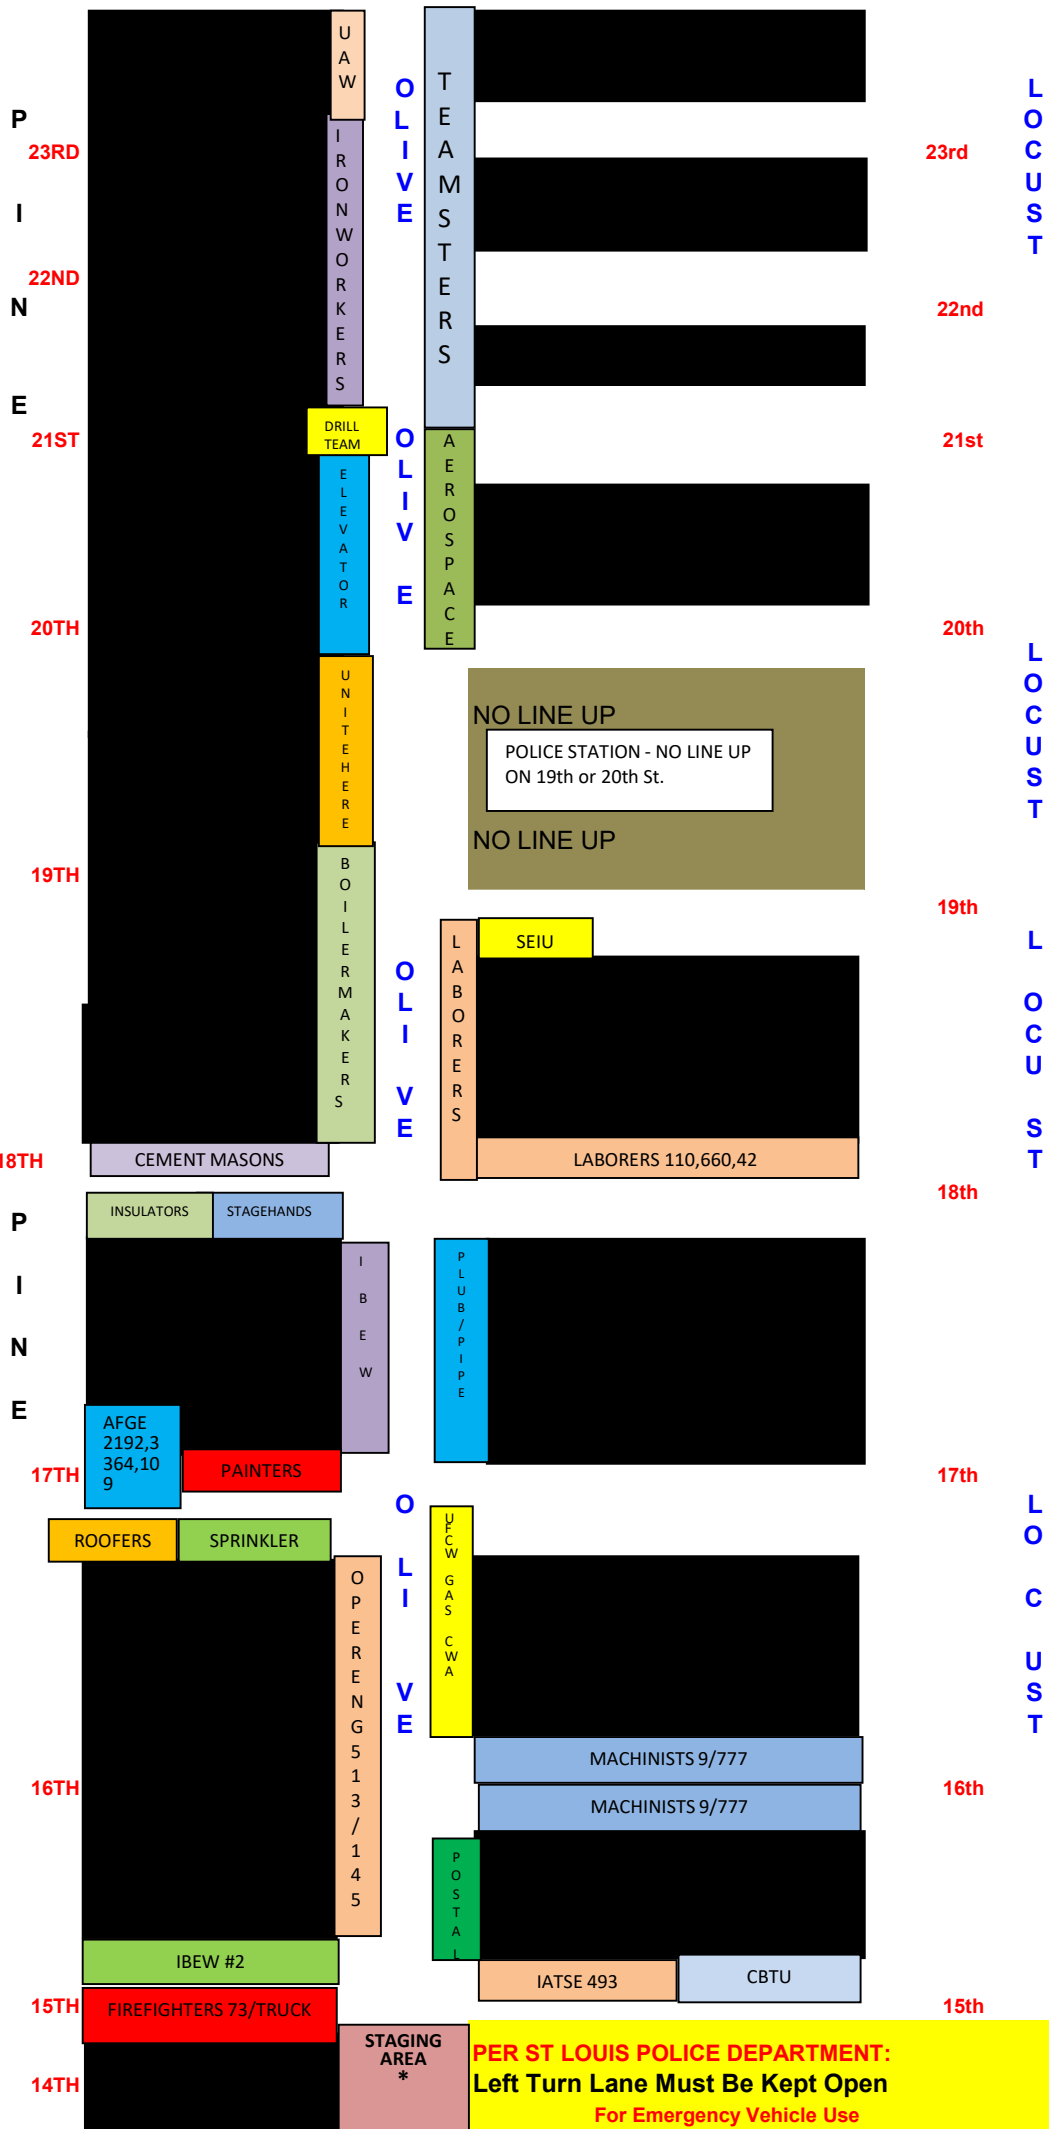 PINE
23RD
22ND
21ST
20TH
19TH
18TH
UAW
IRONWORKERS
DRILL
TEAM
ELEVATOR
UNITEHERE
BOILERMAKERS
CEMENT MASONS
OLIVE
OLIVE
OLIVE
TEAMSTERS
AEROSPACE
NO LINE UP
POLICE STATION - NO LINE UP
ON 19th or 20th St.
NO LINE UP
LABORERS
SEIU
LABORERS 110,660,42
23rd
22nd
21st
20th
19th
18th
LOCUST
LOCUST
LOCUST
PINE
INSULATORS
STAGEHANDS
IBEW
AFGE
2192,3
364,10
9
PAINTERS
17TH
PLUB/PIPE
17th
ROOFERS
SPRINKLER
OPERENG513/145
OLIVE
UFCW GAS CWA
LOCUST
MACHINISTS 9/777
16TH
16th
MACHINISTS 9/777
POSTAL
IBEW #2
IATSE 493
CBTU
15TH
FIREFIGHTERS 73/TRUCK
15th
14TH
STAGING
AREA
*
PER ST LOUIS POLICE DEPARTMENT:
Left Turn Lane Must Be Kept Open
For Emergency Vehicle Use